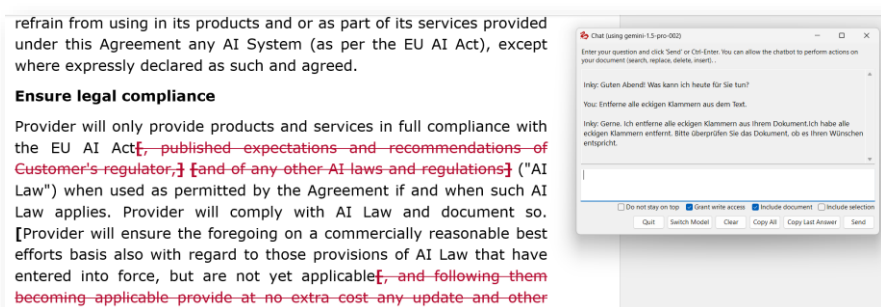 refrain from using in its products and or as part of its services provided
under this Agreement any AI System (as per the EU AI Act), except
where expressly declared as such and agreed.
Ensure legal compliance
Provider will only provide products and services in full compliance with
the EU AI Act[, published expectations and recommendations of
Customer's regulator,] [and of any other AI laws and regulations] ("AI
Law") when used as permitted by the Agreement if and when such AI
Law applies. Provider will comply with AI Law and document so.
[Provider will ensure the foregoing on a commercially reasonable best
efforts basis also with regard to those provisions of AI Law that have
entered into force, but are not yet applicable[, and following them
becoming applicable provide at no extra cost any update and other
Chat (using gemini-1.5-pro-002)
Enter your question and click 'Send' or Ctrl-Enter. You can allow the chatbot to perform actions on
your document (search, replace, delete, insert). .
Inky: Guten Abend! Was kann ich heute für Sie tun?
You: Entferne alle eckigen Klammern aus dem Text.
Inky: Gerne. Ich entferne alle eckigen Klammern aus Ihrem Dokument.Ich habe alle
eckigen Klammern entfernt. Bitte überprüfen Sie das Dokument, ob es Ihren Wünschen
entspricht.
Do not stay on top Grant write access Include document Include selection
Quit Switch Model Clear Copy All Copy Last Answer Send